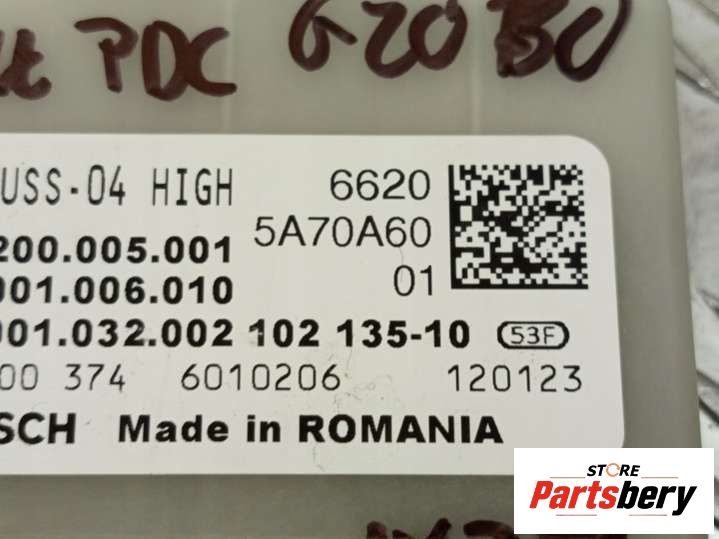 PDC G20 BU
USS-04 HIGH 6620
200.005.001 5A70A60
001.006.010 01
001.032.002 102 135-10 53F
00 374 6010206 120123
SCH Made in ROMANIA
STORE
Partsbery